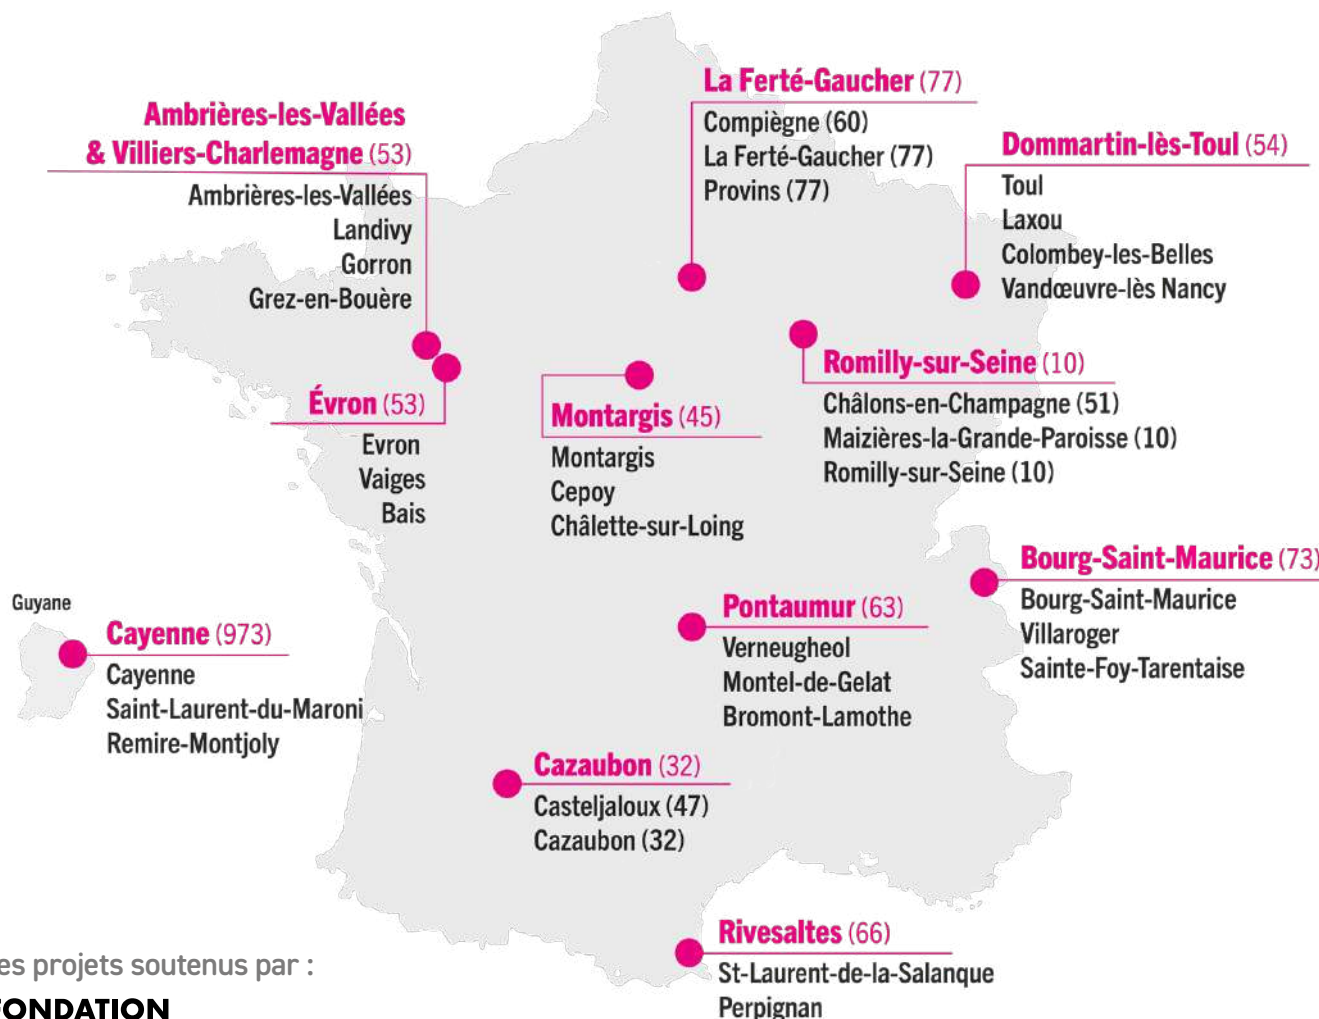 La Ferté-Gaucher (77)
Compiègne (60)
La Ferté-Gaucher (77)
Provins (77)
Ambrières-les-Vallées
& Villiers-Charlemagne (53)
Ambrières-les-Vallées
Landivy
Gorron
Grez-en-Bouère
Dommartin-lès-Toul (54)
Toul
Laxou
Colombey-les-Belles
Vandœuvre-lès Nancy
Évron (53)
Evron
Vaiges
Bais
Montargis (45)
Montargis
Cepoy
Châlette-sur-Loing
Romilly-sur-Seine (10)
Châlons-en-Champagne (51)
Maizières-la-Grande-Paroisse (10)
Romilly-sur-Seine (10)
Bourg-Saint-Maurice (73)
Bourg-Saint-Maurice
Villaroger
Sainte-Foy-Tarentaise
Guyane
Cayenne (973)
Cayenne
Saint-Laurent-du-Maroni
Remire-Montjoly
Pontaumur (63)
Verneugheol
Montel-de-Gelat
Bromont-Lamothe
Cazaubon (32)
Casteljaloux (47)
Cazaubon (32)
Rivesaltes (66)
St-Laurent-de-la-Salanque
Perpignan
es projets soutenus par :
FONDATION